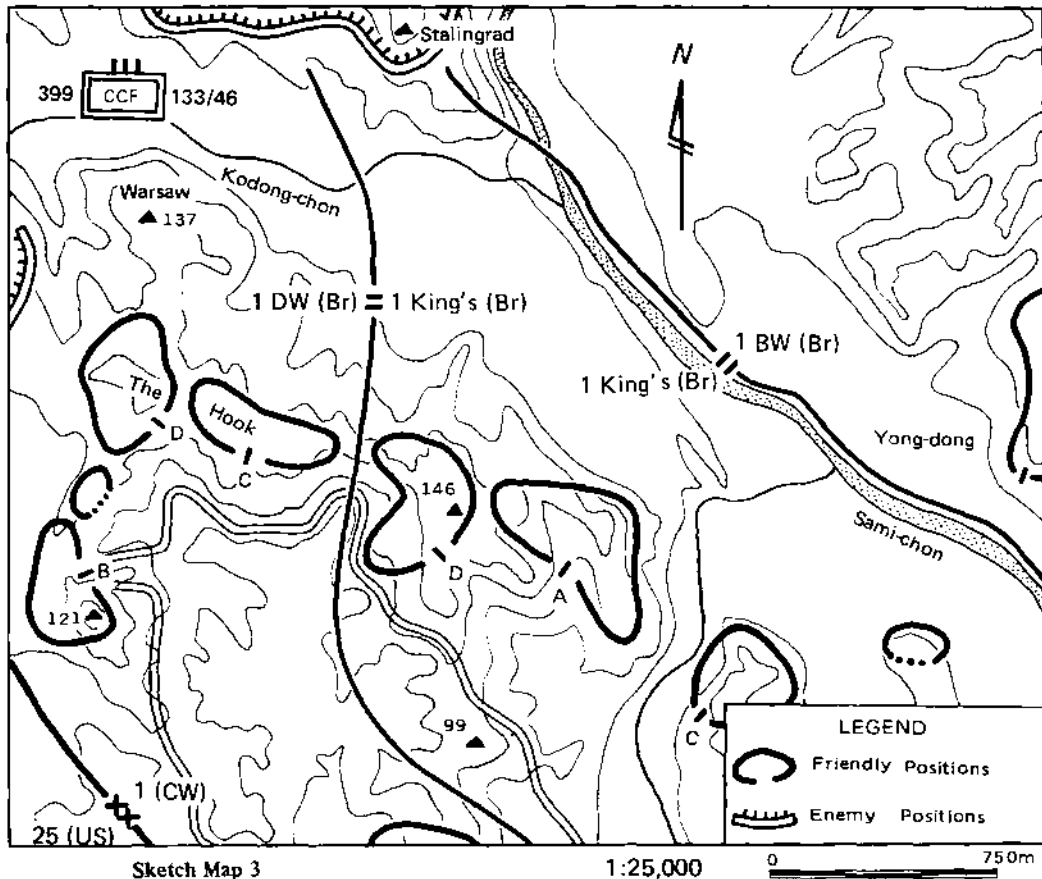 Stalingrad
N
399 CCF 133/46
Kodong-chon
Warsaw
137
1 DW (Br) 1 King's (Br)
1 BW (Br)
1 King's (Br)
The
D
Hook
C
Yong-dong
146
Sami-chon
D
A
B
121
99
C
LEGEND
Friendly Positions
Enemy Positions
1 (CW)
25 (US)
Sketch Map 3
1:25,000
0 750m